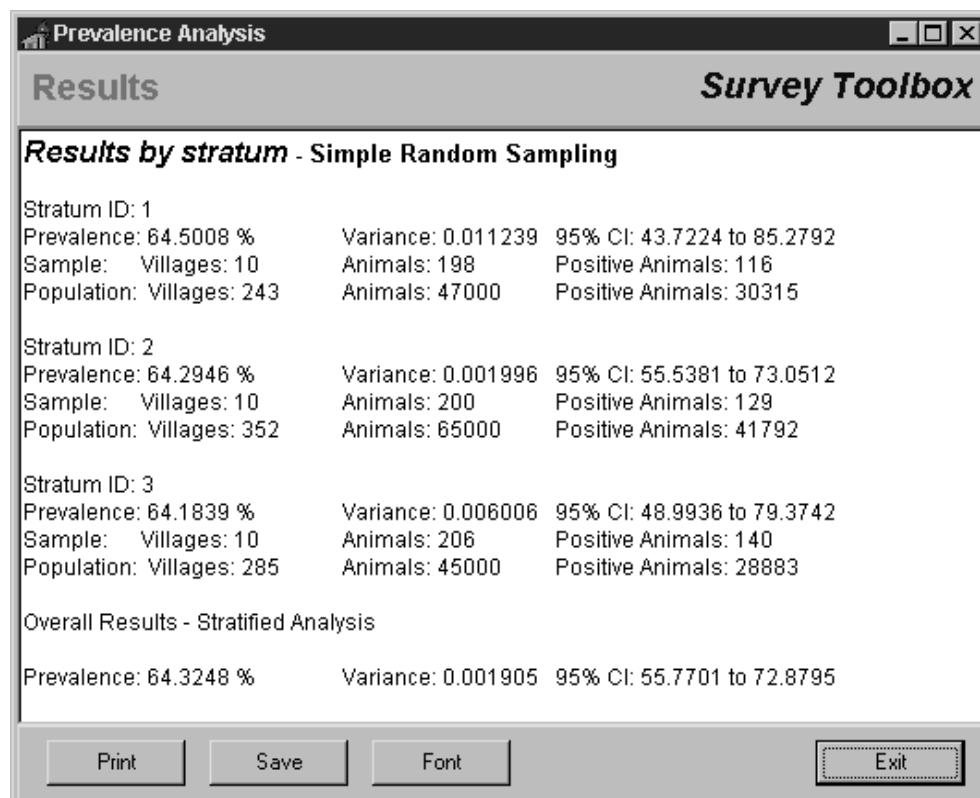 Prevalence Analysis
Results Survey Toolbox
Results by stratum - Simple Random Sampling
Stratum ID: 1
Prevalence: 64.5008 % Variance: 0.011239 95% CI: 43.7224 to 85.2792
Sample: Villages: 10 Animals: 198 Positive Animals: 116
Population: Villages: 243 Animals: 47000 Positive Animals: 30315
Stratum ID: 2
Prevalence: 64.2946 % Variance: 0.001996 95% CI: 55.5381 to 73.0512
Sample: Villages: 10 Animals: 200 Positive Animals: 129
Population: Villages: 352 Animals: 65000 Positive Animals: 41792
Stratum ID: 3
Prevalence: 64.1839 % Variance: 0.006006 95% CI: 48.9936 to 79.3742
Sample: Villages: 10 Animals: 206 Positive Animals: 140
Population: Villages: 285 Animals: 45000 Positive Animals: 28883
Overall Results - Stratified Analysis
Prevalence: 64.3248 % Variance: 0.001905 95% CI: 55.7701 to 72.8795
Print Save Font Exit